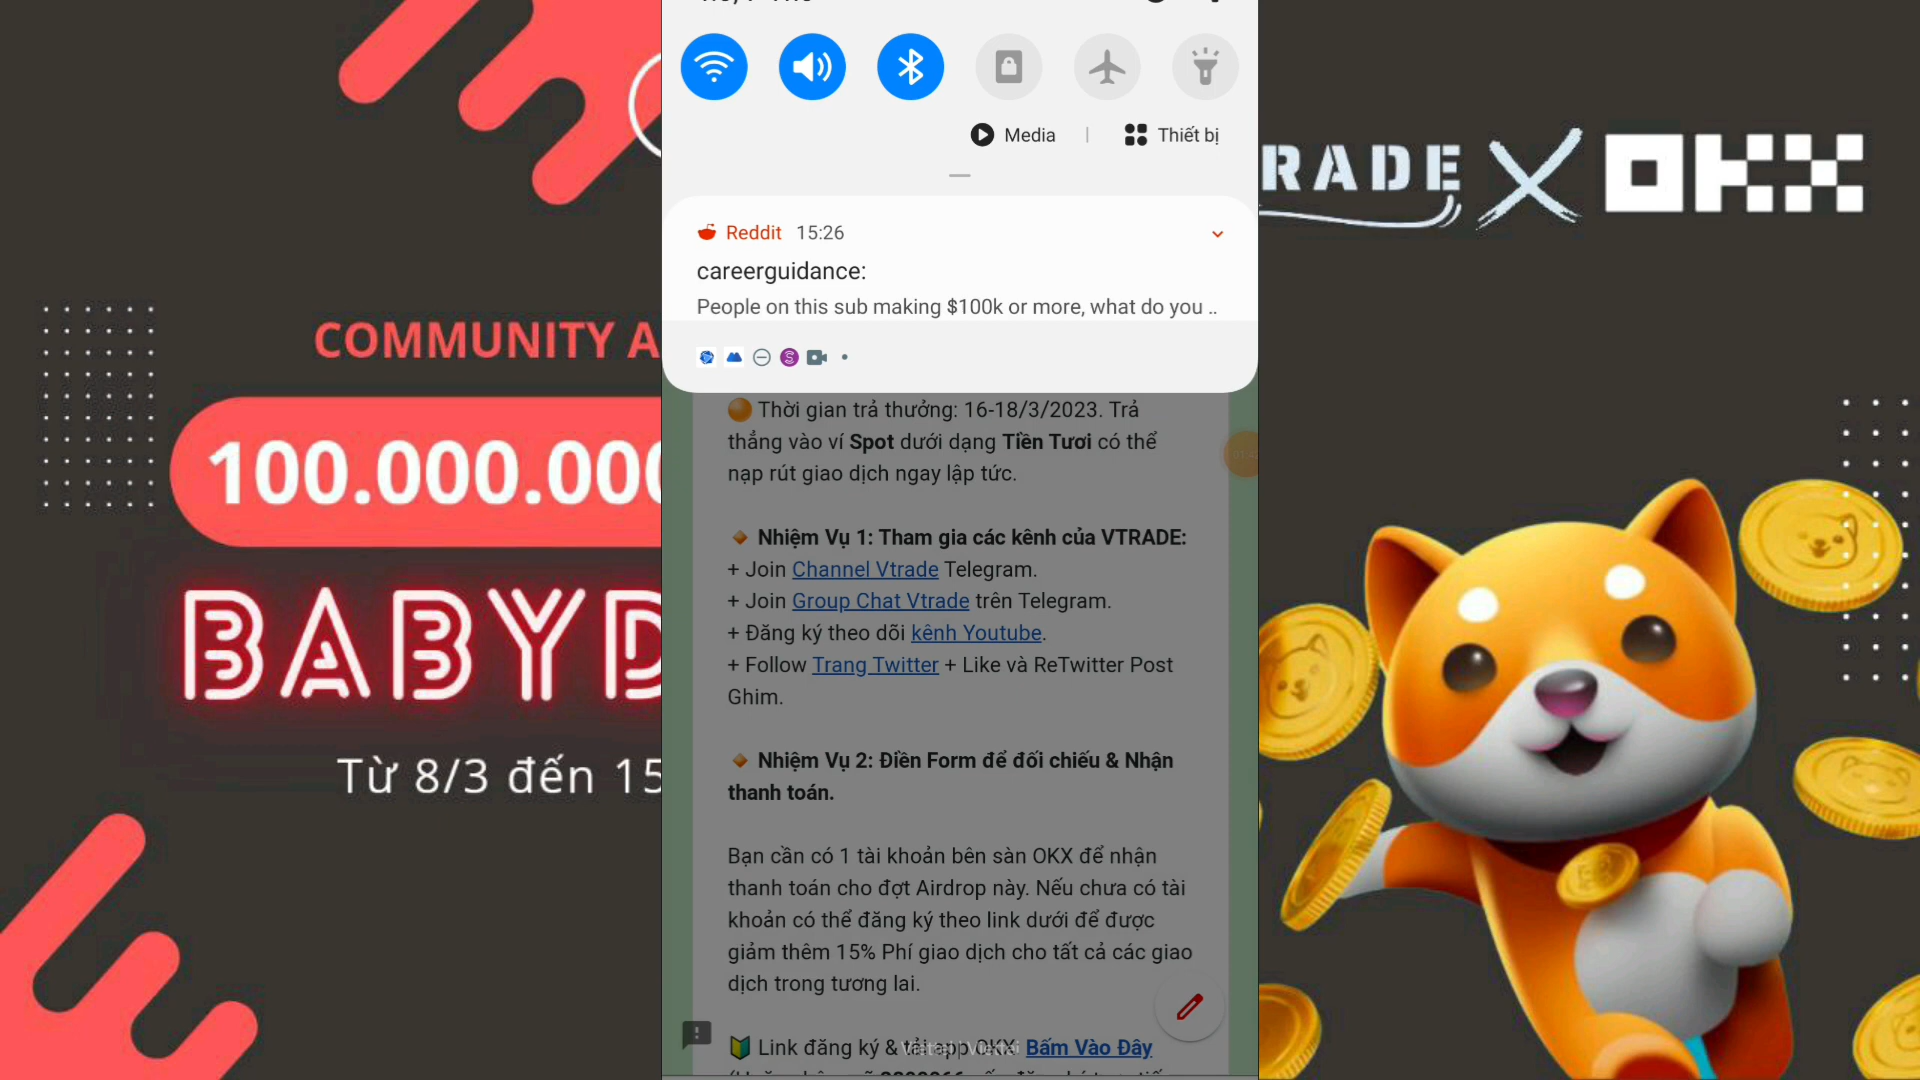 COMMUNITY A
100.000.000
BABYD
Từ 8/3 đến 15
RADE X OKX
Media | Thiết bị
Reddit 15:26
careerguidance:
People on this sub making $100k or more, what do you ..
Thời gian trả thưởng: 16-18/3/2023. Trả
thẳng vào ví Spot dưới dạng Tiền Tươi có thể
nạp rút giao dịch ngay lập tức.
Nhiệm Vụ 1: Tham gia các kênh của VTRADE:
+ Join Channel Vtrade Telegram.
+ Join Group Chat Vtrade trên Telegram.
+ Đăng ký theo dõi kênh Youtube.
+ Follow Trang Twitter + Like và ReTwitter Post
Ghim.
Nhiệm Vụ 2: Điền Form để đối chiếu & Nhận
thanh toán.
Bạn cần có 1 tài khoản bên sàn OKX để nhận
thanh toán cho đợt Airdrop này. Nếu chưa có tài
khoản có thể đăng ký theo link dưới để được
giảm thêm 15% Phí giao dịch cho tất cả các giao
dịch trong tương lai.
Link đăng ký & tải app OKX Bấm Vào Đây